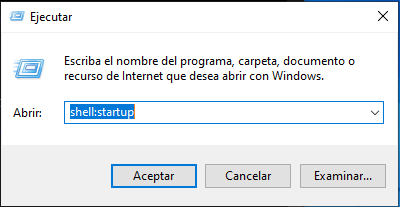 Ejecutar
Escriba el nombre del programa, carpeta, documento o
recurso de Internet que desea abrir con Windows.
Abrir:
shell:startup
Aceptar
Cancelar
Examinar...